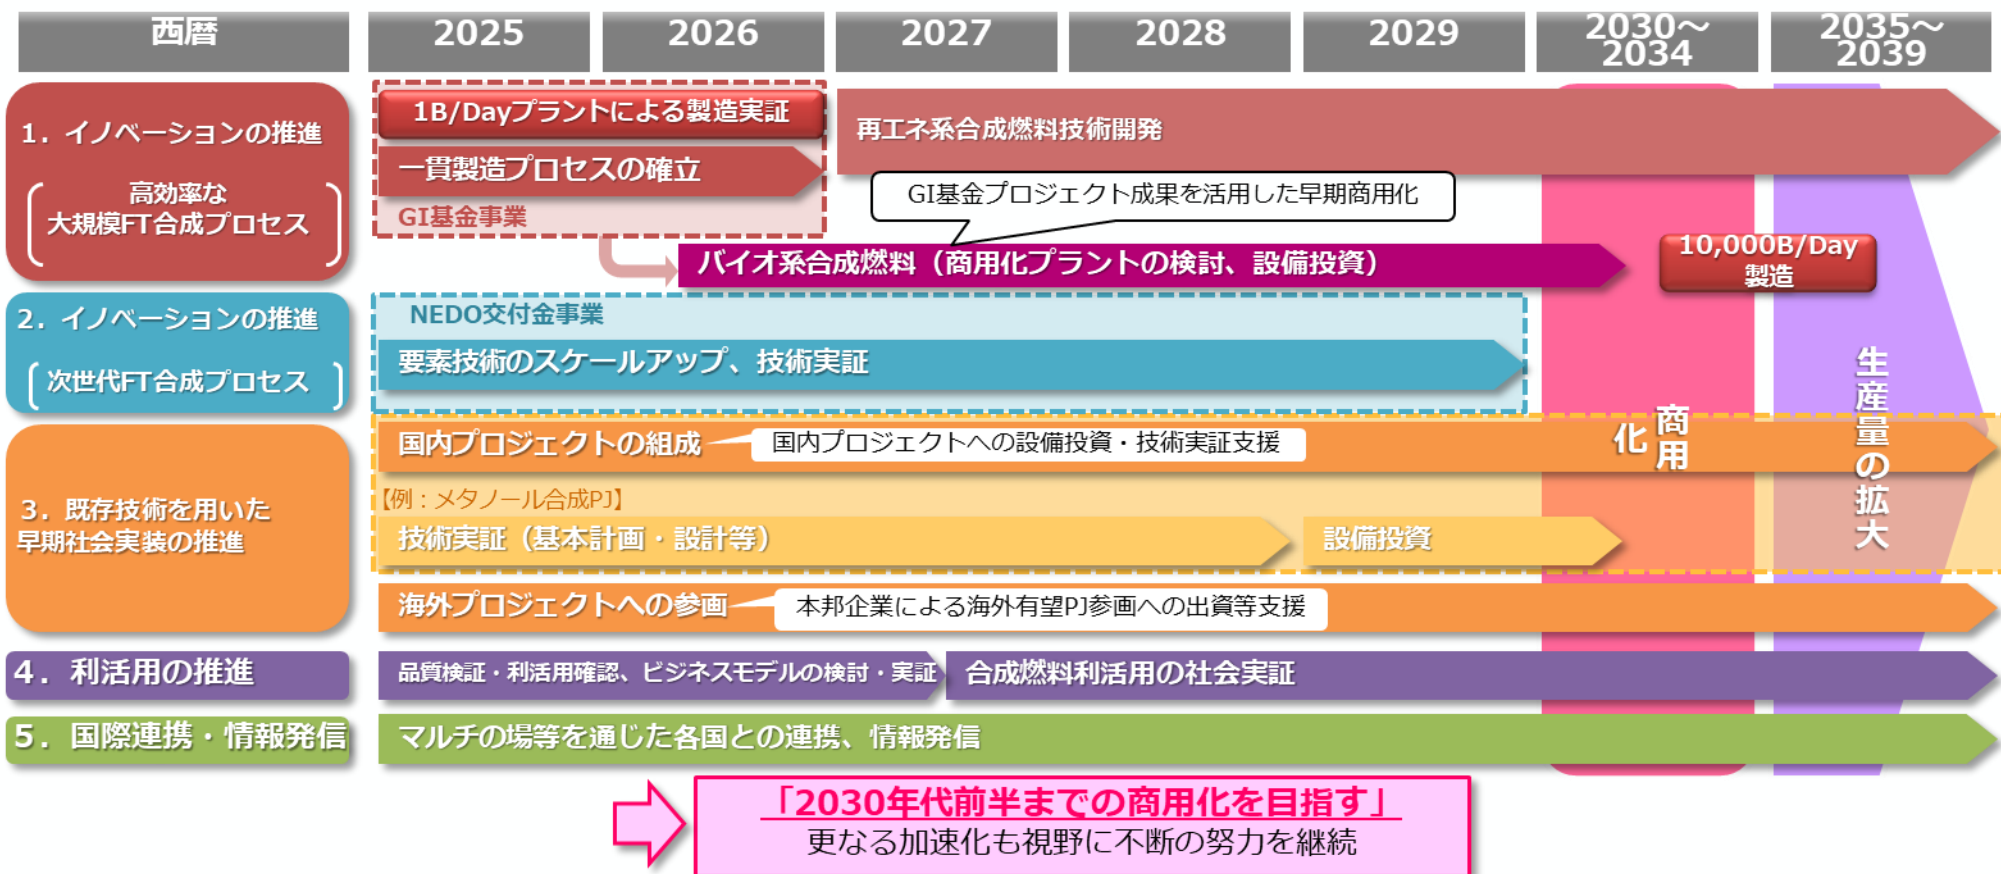 西暦
2025
2026
2027
2028
2029
2030～
2034
2035～
2039
1．イノベーションの推進
高効率な
大規模FT合成プロセス
1B/Dayプラントによる製造実証
一貫製造プロセスの確立
GI基金事業
再エネ系合成燃料技術開発
GI基金プロジェクト成果を活用した早期商用化
バイオ系合成燃料（商用化プラントの検討、設備投資）
10,000B/Day
製造
2．イノベーションの推進
次世代FT合成プロセス
NEDO交付金事業
要素技術のスケールアップ、技術実証
3．既存技術を用いた
早期社会実装の推進
国内プロジェクトの組成
国内プロジェクトへの設備投資・技術実証支援
【例：メタノール合成PJ】
技術実証（基本計画・設計等）
設備投資
海外プロジェクトへの参画
本邦企業による海外有望PJ参画への出資等支援
商用化
生産量の拡大
4．利活用の推進
品質検証・利活用確認、ビジネスモデルの検討・実証
合成燃料利活用の社会実証
5．国際連携・情報発信
マルチの場等を通じた各国との連携、情報発信
「2030年代前半までの商用化を目指す」
更なる加速化も視野に不断の努力を継続